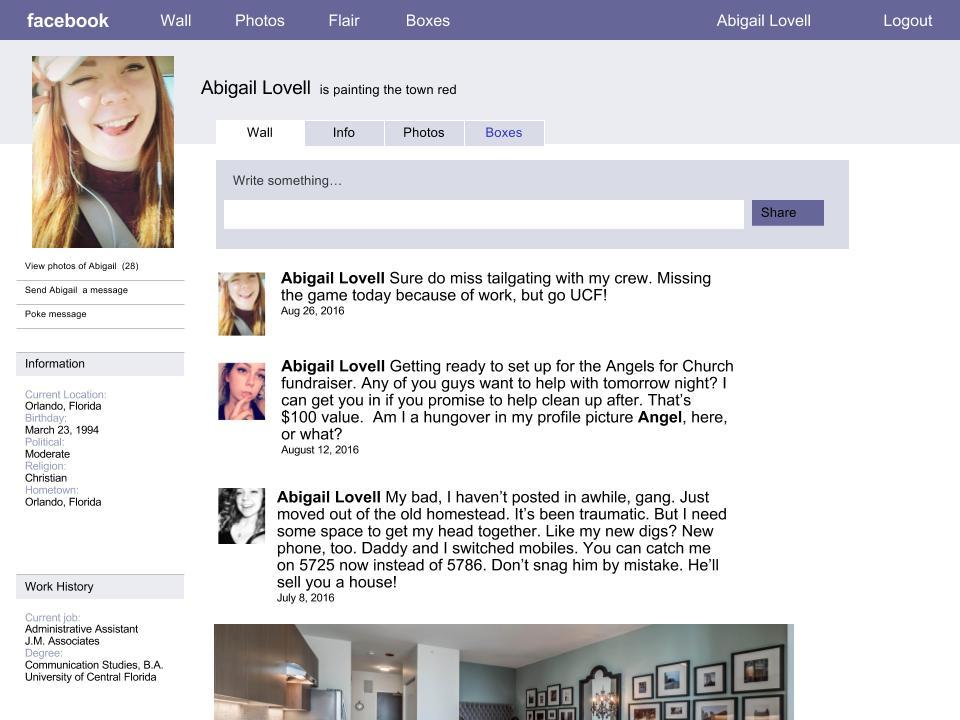 facebook Wall Photos Flair Boxes Abigail Lovell Logout
Abigail Lovell is painting the town red
Wall Info Photos Boxes
Write something…
Share
View photos of Abigail (28)
Send Abigail a message
Poke message
Information
Current Location:
Orlando, Florida
Birthday:
March 23, 1994
Political:
Moderate
Religion:
Christian
Hometown:
Orlando, Florida
Work History
Current job:
Administrative Assistant
J.M. Associates
Degree:
Communication Studies, B.A.
University of Central Florida
Abigail Lovell Sure do miss tailgating with my crew. Missing
the game today because of work, but go UCF!
Aug 26, 2016
Abigail Lovell Getting ready to set up for the Angels for Church
fundraiser. Any of you guys want to help with tomorrow night? I
can get you in if you promise to help clean up after. That’s
$100 value. Am I a hungover in my profile picture Angel, here,
or what?
August 12, 2016
Abigail Lovell My bad, I haven’t posted in awhile, gang. Just
moved out of the old homestead. It’s been traumatic. But I need
some space to get my head together. Like my new digs? New
phone, too. Daddy and I switched mobiles. You can catch me
on 5725 now instead of 5786. Don’t snag him by mistake. He’ll
sell you a house!
July 8, 2016